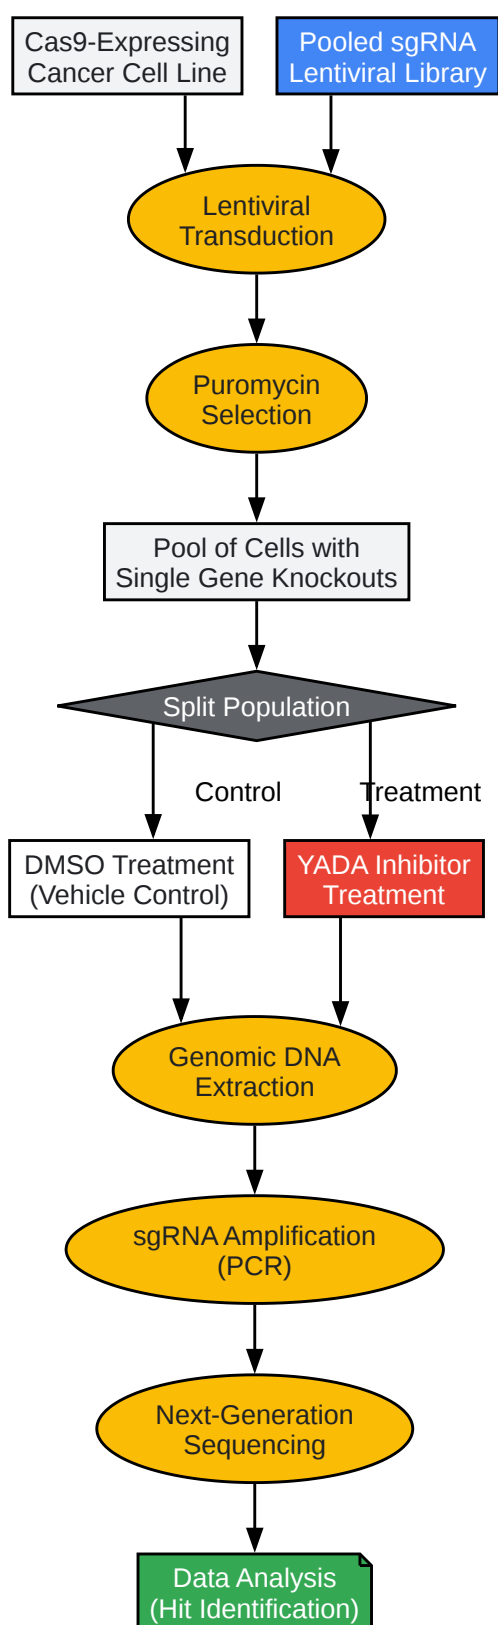 Cas9-Expressing
Cancer Cell Line
Pooled sgRNA
Lentiviral Library
Lentiviral
Transduction
Puromycin
Selection
Pool of Cells with
Single Gene Knockouts
Split Population
Control
Treatment
DMSO Treatment
(Vehicle Control)
YADA Inhibitor
Treatment
Genomic DNA
Extraction
sgRNA Amplification
(PCR)
Next-Generation
Sequencing
Data Analysis
(Hit Identification)